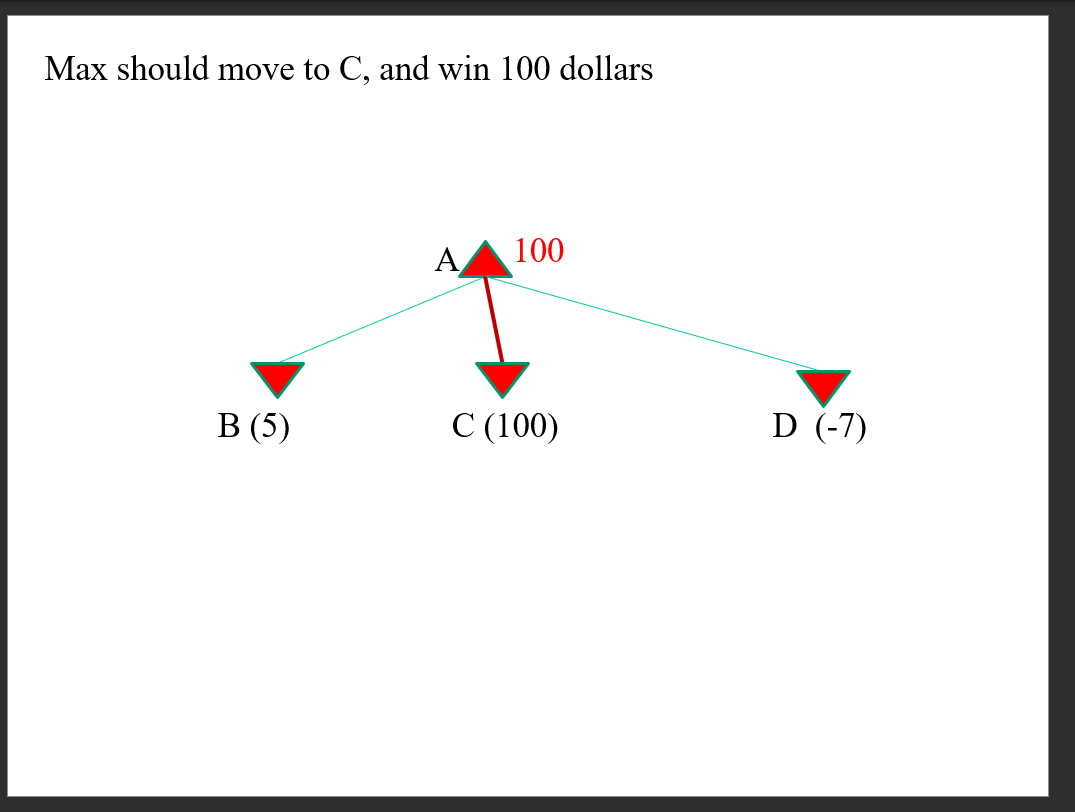 Max should move to C, and win 100 dollars
A 100
B (5) C (100) D (-7)